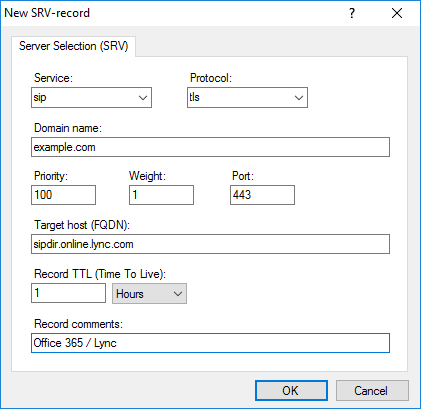 New SRV-record
Server Selection (SRV)
Service: Protocol:
sip tls
Domain name:
example.com
Priority: Weight: Port:
100 1 443
Target host (FQDN):
sipdir.online.lync.com
Record TTL (Time To Live):
1 Hours
Record comments:
Office 365 / Lync
OK Cancel